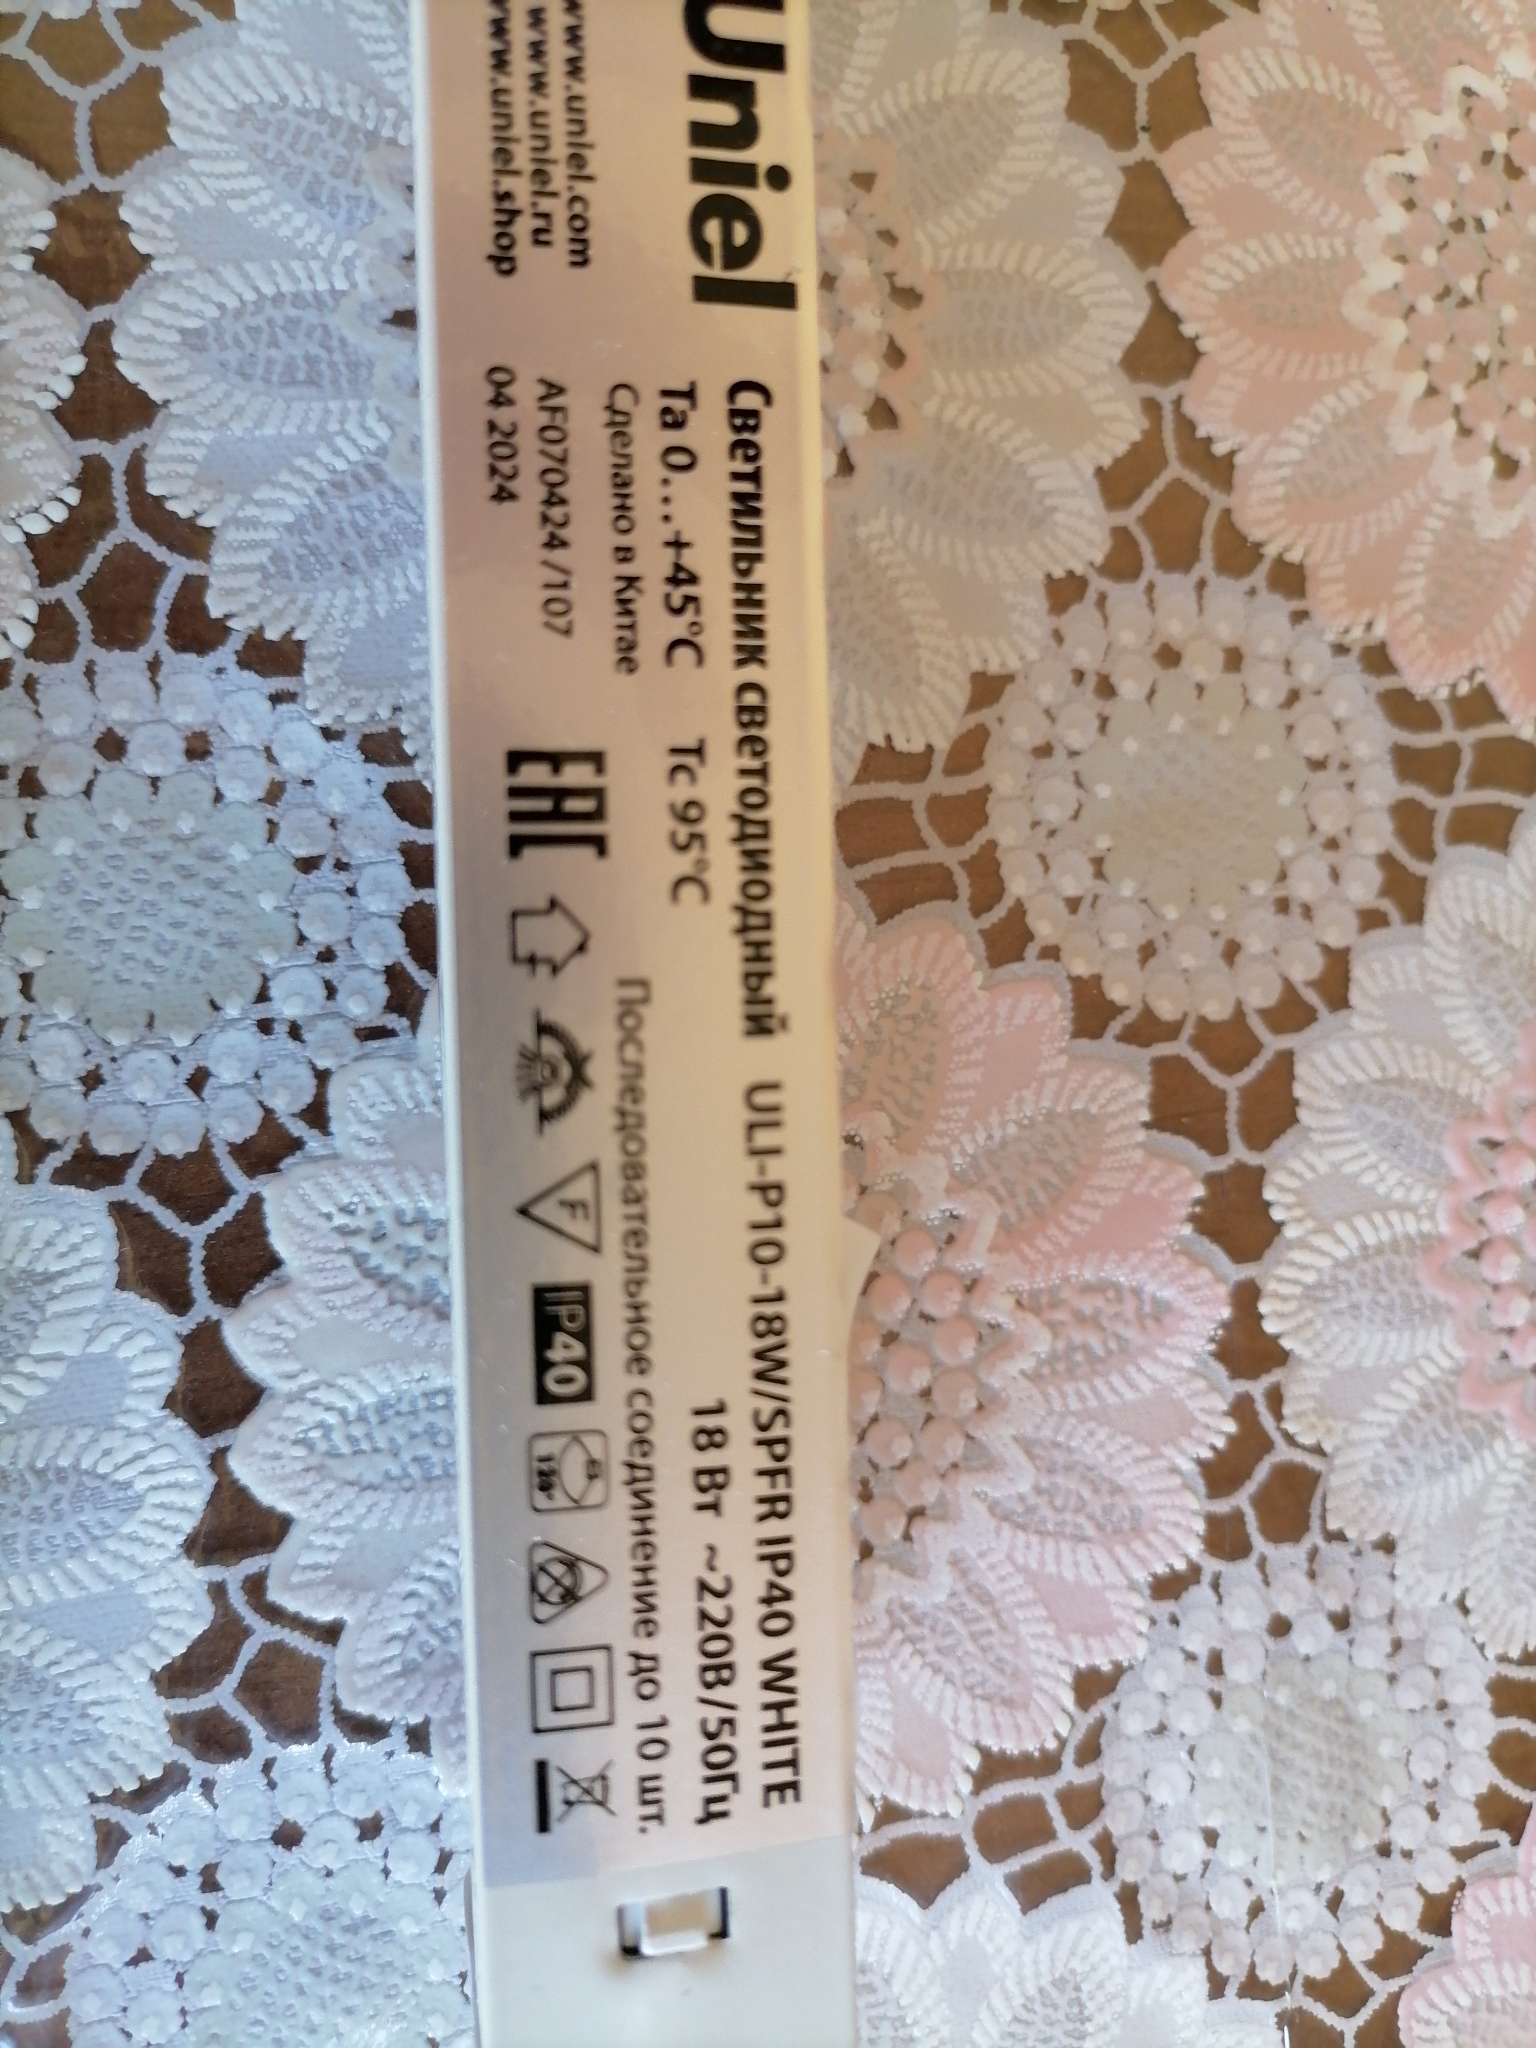 Uniel
www.uniel.com
www.uniel.ru
www.uniel.shop
Светильник светодиодный ULI-P10-18W/SPFR IP40 WHITE
Ta 0...+45°C Tc 95°C 18 Вт ~220В/50Гц
Сделано в Китае Последовательное соединение до 10 шт.
AF070424 /107
04 2024
EAC
F
IP40
120°